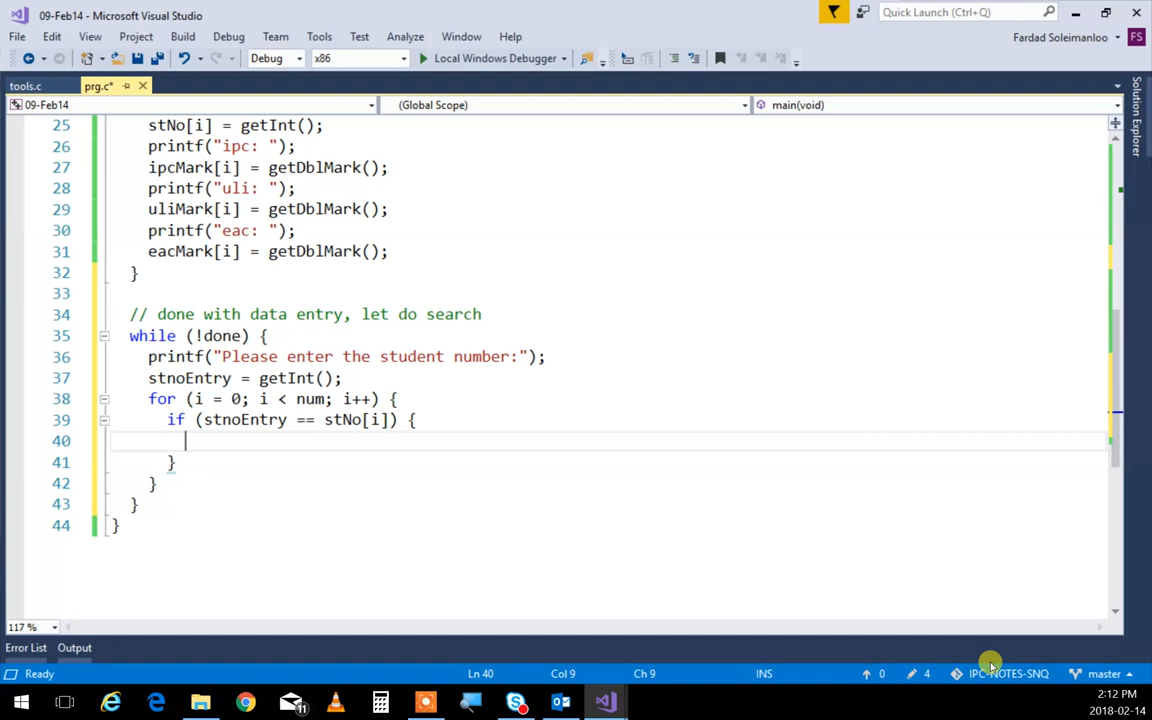 09-Feb14 - Microsoft Visual Studio
Quick Launch (Ctrl+Q)
File Edit View Project Build Debug Team Tools Test Analyze Window Help
Fardad Soleimanloo FS
Debug x86 Local Windows Debugger
tools.c prg.c*
09-Feb14 (Global Scope) main(void)
25 stNo[i] = getInt();
26 printf("ipc: ");
27 ipcMark[i] = getDblMark();
28 printf("uli: ");
29 uliMark[i] = getDblMark();
30 printf("eac: ");
31 eacMark[i] = getDblMark();
32 }
33
34 // done with data entry, let do search
35 while (!done) {
36 printf("Please enter the student number:");
37 stnoEntry = getInt();
38 for (i = 0; i < num; i++) {
39 if (stnoEntry == stNo[i]) {
40
41 }
42 }
43 }
44 }
Solution Explorer
117 %
Error List Output
Ready Ln 40 Col 9 Ch 9 INS 0 4 IPC-NOTES-SNQ master
11
2:12 PM
2018-02-14